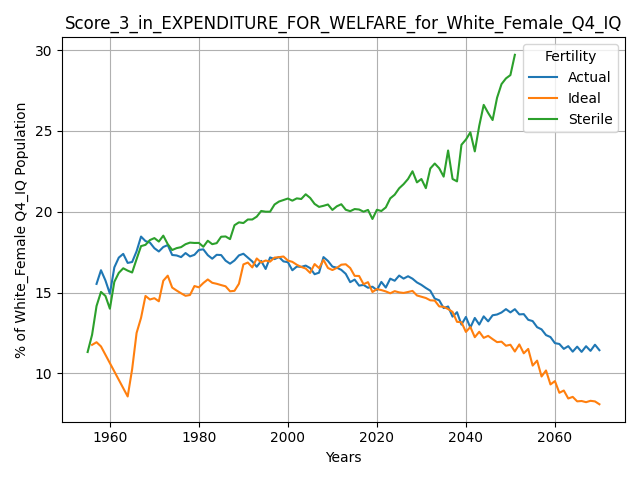 Score_3_in_EXPENDITURE_FOR_WELFARE_for_White_Female_Q4_IQ
% of White_Female Q4_IQ Population
30
25
20
15
10
Fertility
Actual
Ideal
Sterile
1960 1980 2000 2020 2040 2060
Years